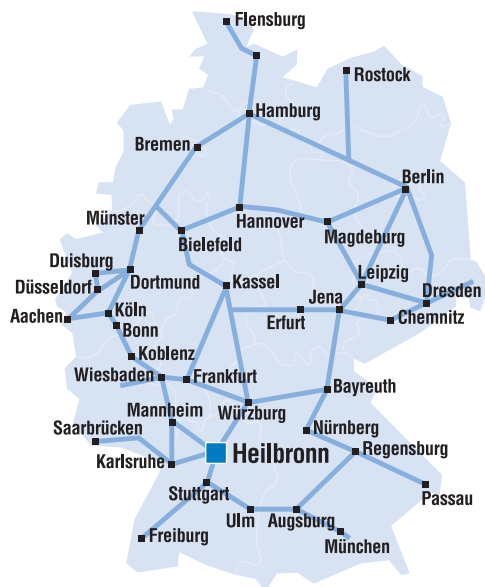 Flensburg
Rostock
Hamburg
Bremen
Berlin
Münster
Hannover
Magdeburg
Bielefeld
Duisburg
Düsseldorf
Dortmund
Kassel
Leipzig
Dresden
Aachen
Köln
Jena
Erfurt
Chemnitz
Bonn
Koblenz
Wiesbaden
Frankfurt
Bayreuth
Mannheim
Würzburg
Saarbrücken
Nürnberg
Heilbronn
Regensburg
Karlsruhe
Stuttgart
Passau
Ulm
Augsburg
Freiburg
München